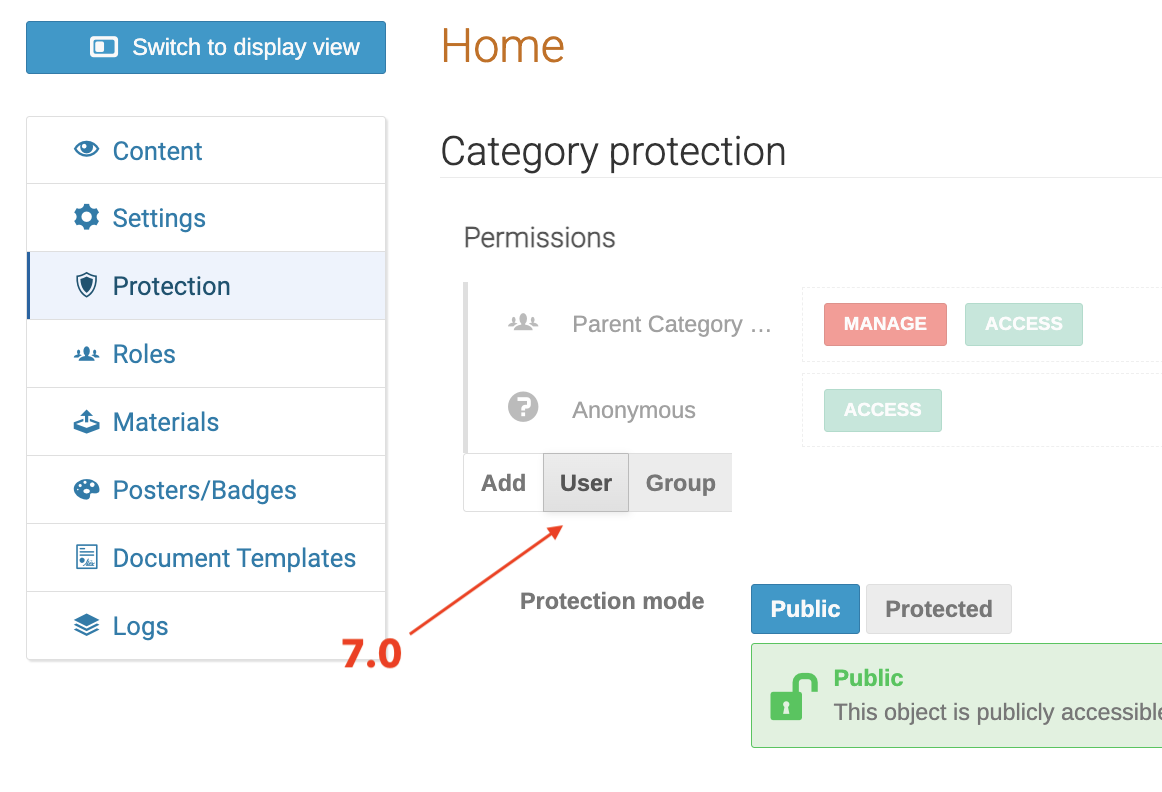 Switch to display view
Home
Content
Settings
Protection
Roles
Materials
Posters/Badges
Document Templates
Logs
Category protection
Permissions
Parent Category ... MANAGE ACCESS
Anonymous ACCESS
Add User Group
7.0
Protection mode Public Protected
Public
This object is publicly accessible